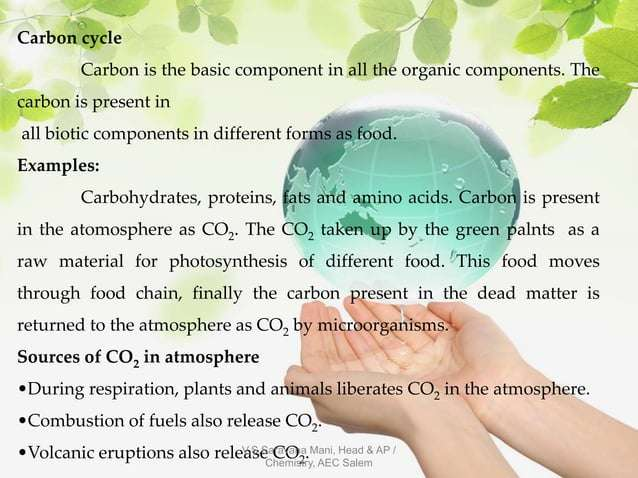 Carbon cycle
Carbon is the basic component in all the organic components. The
carbon is present in
all biotic components in different forms as food.
Examples:
Carbohydrates, proteins, fats and amino acids. Carbon is present
in the atomosphere as CO₂. The CO₂ taken up by the green palnts as a
raw material for photosynthesis of different food. This food moves
through food chain, finally the carbon present in the dead matter is
returned to the atmosphere as CO₂ by microorganisms.
Sources of CO₂ in atmosphere
•During respiration, plants and animals liberates CO₂ in the atmosphere.
•Combustion of fuels also release CO₂.
•Volcanic eruptions also release CO₂.
Mani, Head & AP /
Chemistry, AEC Salem